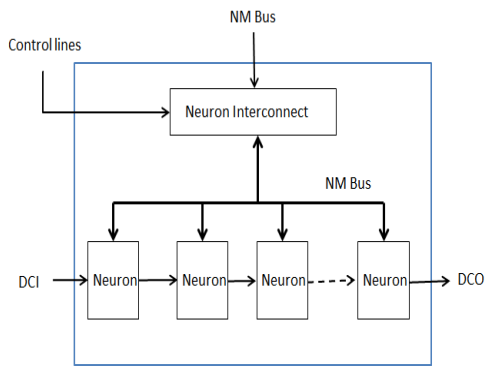 NM Bus
Control lines
Neuron Interconnect
NM Bus
DCI
Neuron
Neuron
Neuron
Neuron
DCO